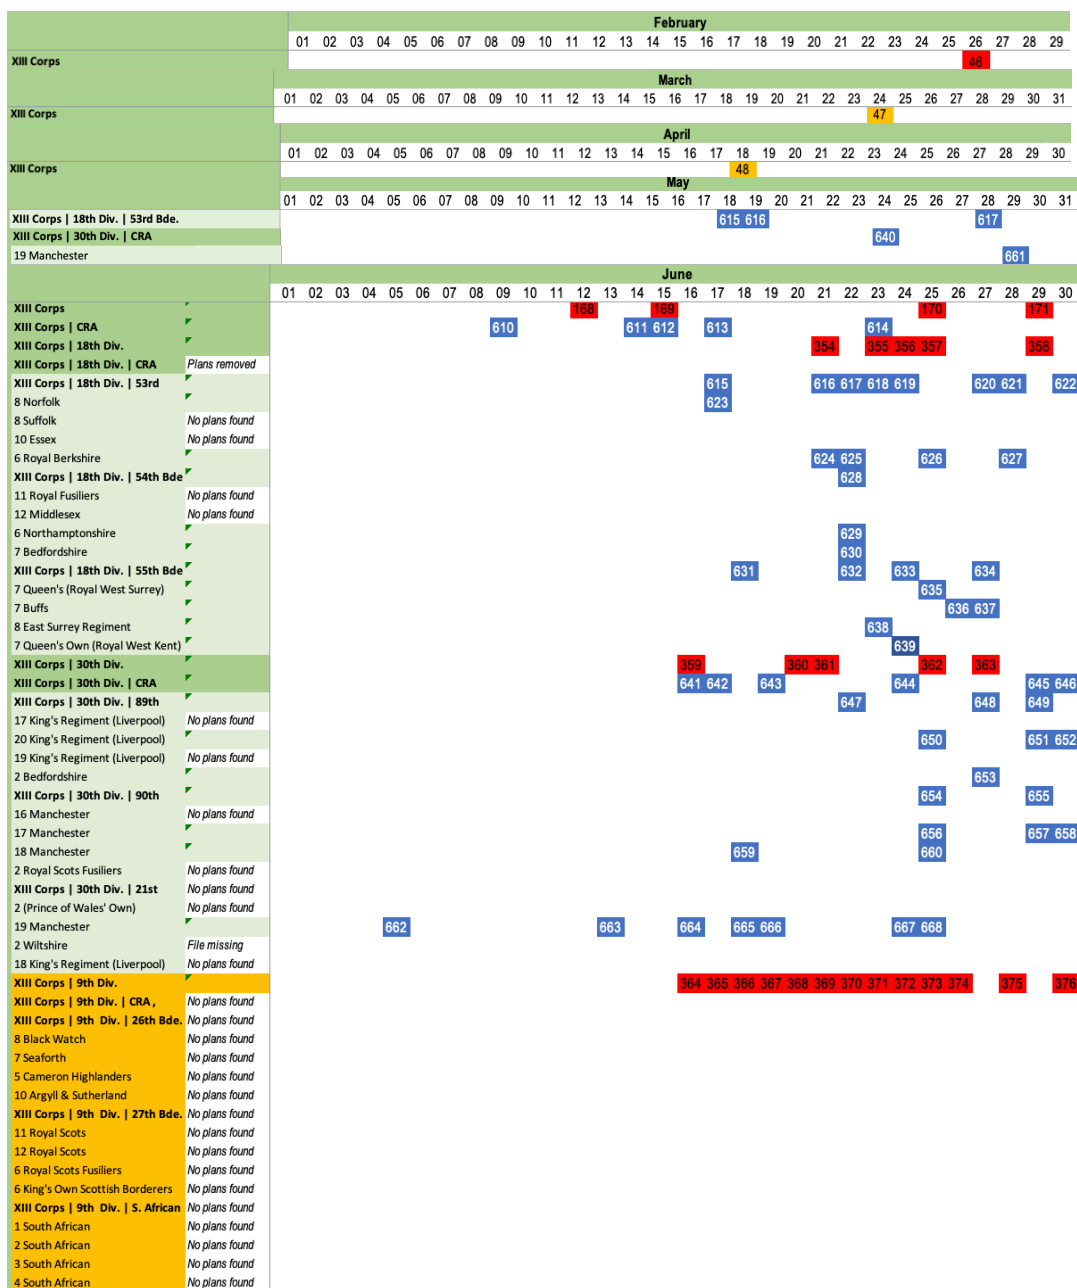 February
01 02 03 04 05 06 07 08 09 10 11 12 13 14 15 16 17 18 19 20 21 22 23 24 25 26 27 28 29
XIII Corps 46
March
01 02 03 04 05 06 07 08 09 10 11 12 13 14 15 16 17 18 19 20 21 22 23 24 25 26 27 28 29 30 31
XIII Corps 47
April
01 02 03 04 05 06 07 08 09 10 11 12 13 14 15 16 17 18 19 20 21 22 23 24 25 26 27 28 29 30
XIII Corps 48
May
01 02 03 04 05 06 07 08 09 10 11 12 13 14 15 16 17 18 19 20 21 22 23 24 25 26 27 28 29 30 31
XIII Corps | 18th Div. | 53rd Bde. 615 616 617
XIII Corps | 30th Div. | CRA 640
19 Manchester 661
June
01 02 03 04 05 06 07 08 09 10 11 12 13 14 15 16 17 18 19 20 21 22 23 24 25 26 27 28 29 30
XIII Corps 168 169 170 171
XIII Corps | CRA 610 611 612 613 614
XIII Corps | 18th Div. 354 355 356 357 358
XIII Corps | 18th Div. | CRA Plans removed
XIII Corps | 18th Div. | 53rd 615 616 617 618 619 620 621 622
8 Norfolk 623
8 Suffolk No plans found
10 Essex No plans found
6 Royal Berkshire 624 625 626 627
XIII Corps | 18th Div. | 54th Bde 628
11 Royal Fusiliers No plans found
12 Middlesex No plans found
6 Northamptonshire 629
7 Bedfordshire 630
XIII Corps | 18th Div. | 55th Bde 631 632 633 634
7 Queen's (Royal West Surrey) 635
7 Buffs 636 637
8 East Surrey Regiment 638
7 Queen's Own (Royal West Kent) 639
XIII Corps | 30th Div. 359 360 361 362 363
XIII Corps | 30th Div. | CRA 641 642 643 644 645 646
XIII Corps | 30th Div. | 89th 647 648 649
17 King's Regiment (Liverpool) No plans found
20 King's Regiment (Liverpool) 650 651 652
19 King's Regiment (Liverpool) No plans found
2 Bedfordshire 653
XIII Corps | 30th Div. | 90th 654 655
16 Manchester No plans found
17 Manchester 656 657 658
18 Manchester 659 660
2 Royal Scots Fusiliers No plans found
XIII Corps | 30th Div. | 21st No plans found
2 (Prince of Wales' Own) No plans found
19 Manchester 662 663 664 665 666 667 668
2 Wiltshire File missing
18 King's Regiment (Liverpool) No plans found
XIII Corps | 9th Div. 364 365 366 367 368 369 370 371 372 373 374 375 376
XIII Corps | 9th Div. | CRA , No plans found
XIII Corps | 9th Div. | 26th Bde. No plans found
8 Black Watch No plans found
7 Seaforth No plans found
5 Cameron Highlanders No plans found
10 Argyll & Sutherland No plans found
XIII Corps | 9th Div. | 27th Bde. No plans found
11 Royal Scots No plans found
12 Royal Scots No plans found
6 Royal Scots Fusiliers No plans found
6 King's Own Scottish Borderers No plans found
XIII Corps | 9th Div. | S. African No plans found
1 South African No plans found
2 South African No plans found
3 South African No plans found
4 South African No plans found